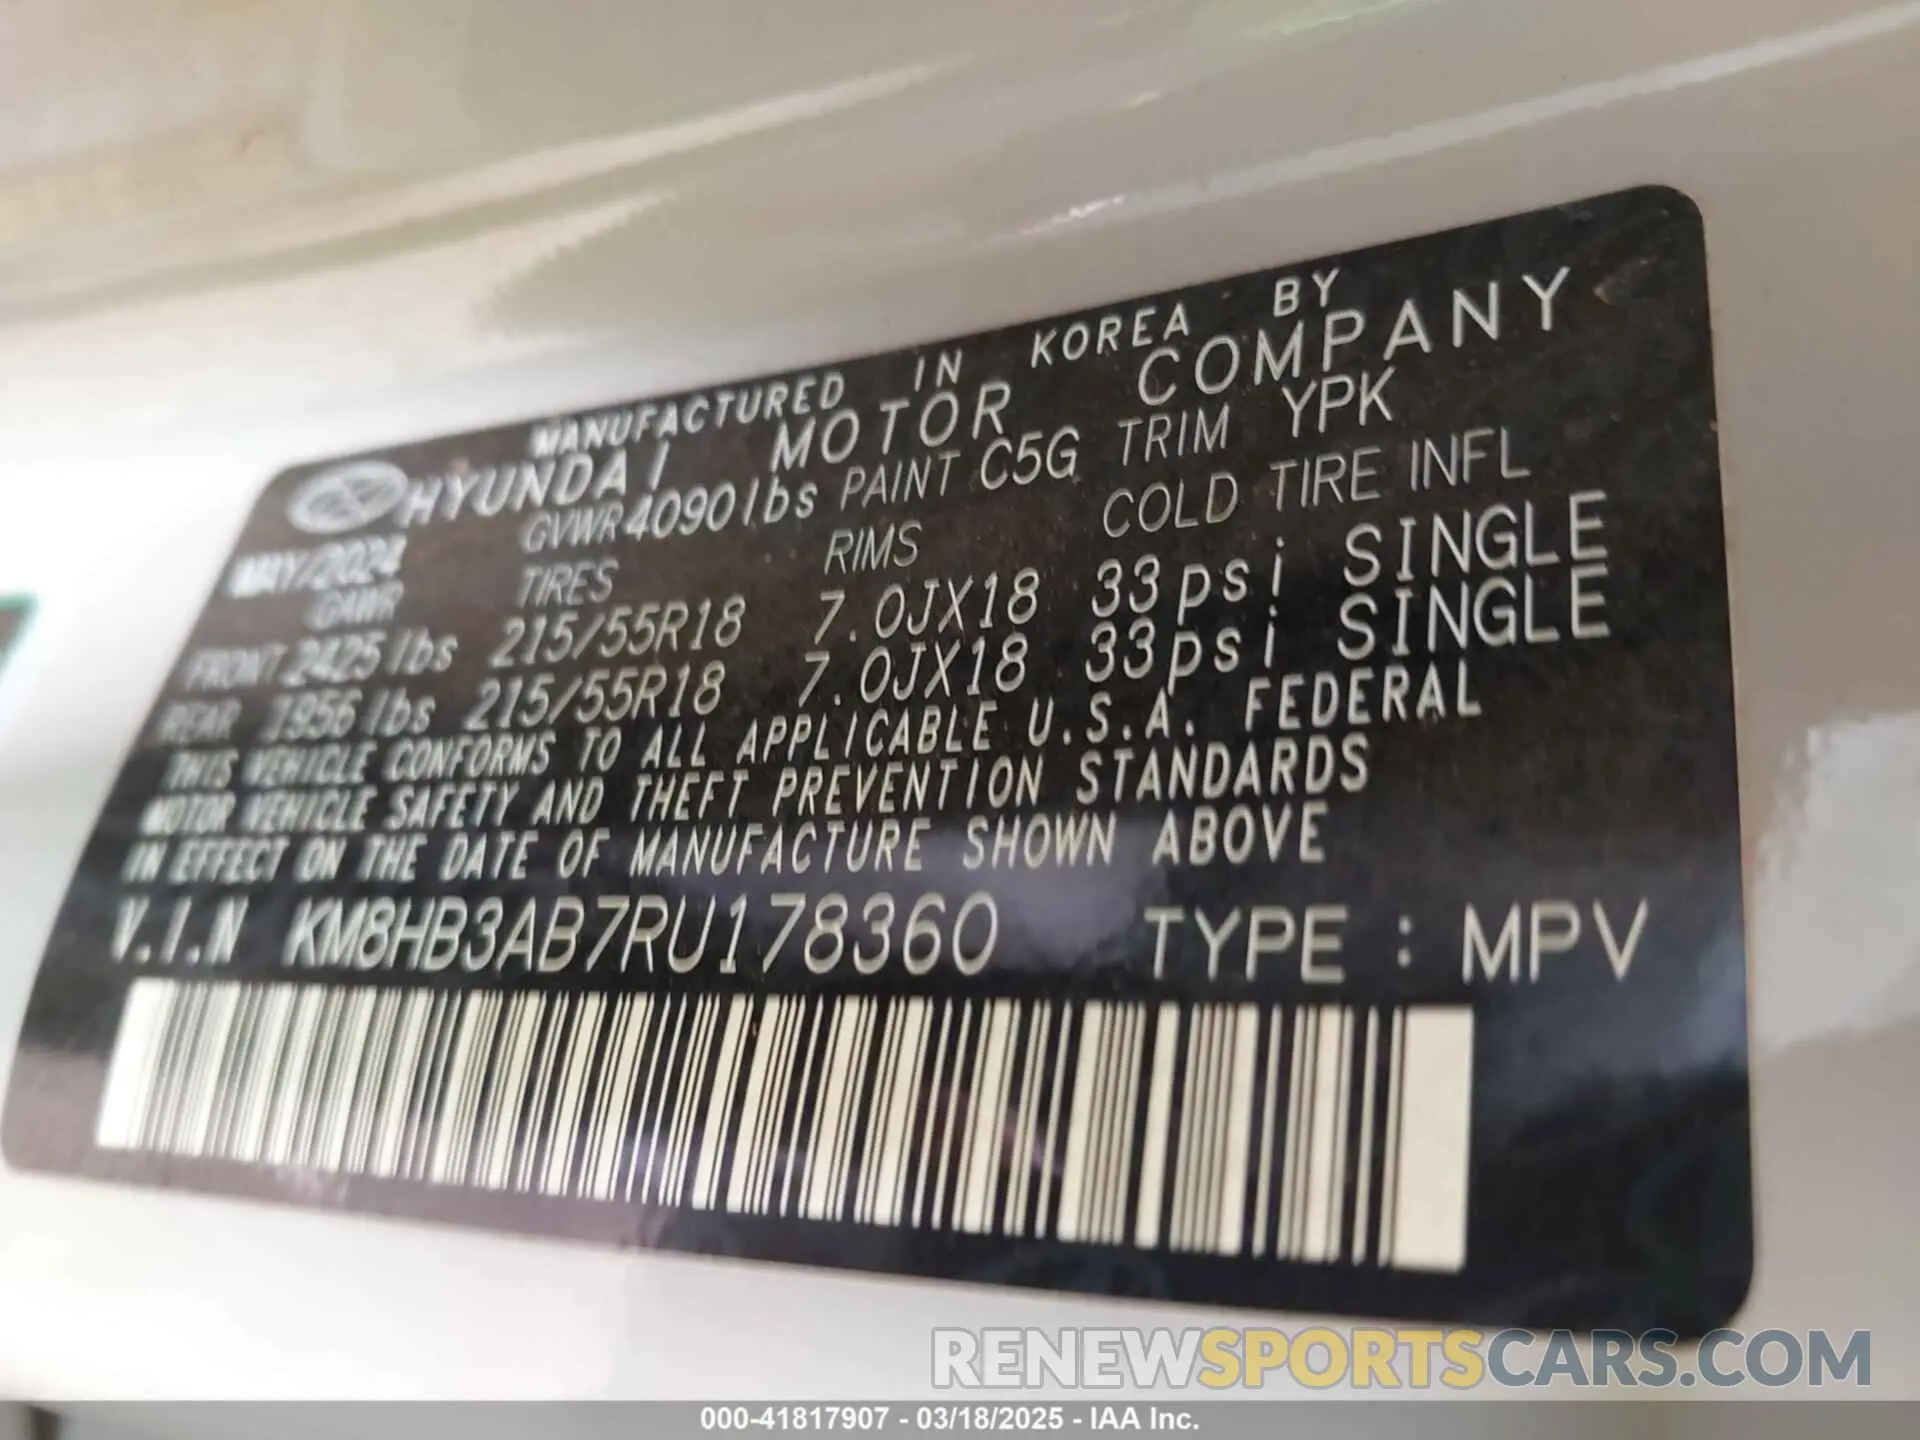 MANUFACTURED IN KOREA BY
HYUNDAI MOTOR COMPANY
MAY/2024 GVWR 4090lbs PAINT C5G TRIM YPK
GAWR TIRES RIMS COLD TIRE INFL
FRONT 2425lbs 215/55R18 7.0JX18 33psi SINGLE
REAR 1956lbs 215/55R18 7.0JX18 33psi SINGLE
THIS VEHICLE CONFORMS TO ALL APPLICABLE U.S.A. FEDERAL
MOTOR VEHICLE SAFETY AND THEFT PREVENTION STANDARDS
IN EFFECT ON THE DATE OF MANUFACTURE SHOWN ABOVE
V.I.N KM8HB3AB7RU178360 TYPE : MPV
RENEWSPORTSCARS.COM
000-41817907 - 03/18/2025 - IAA Inc.